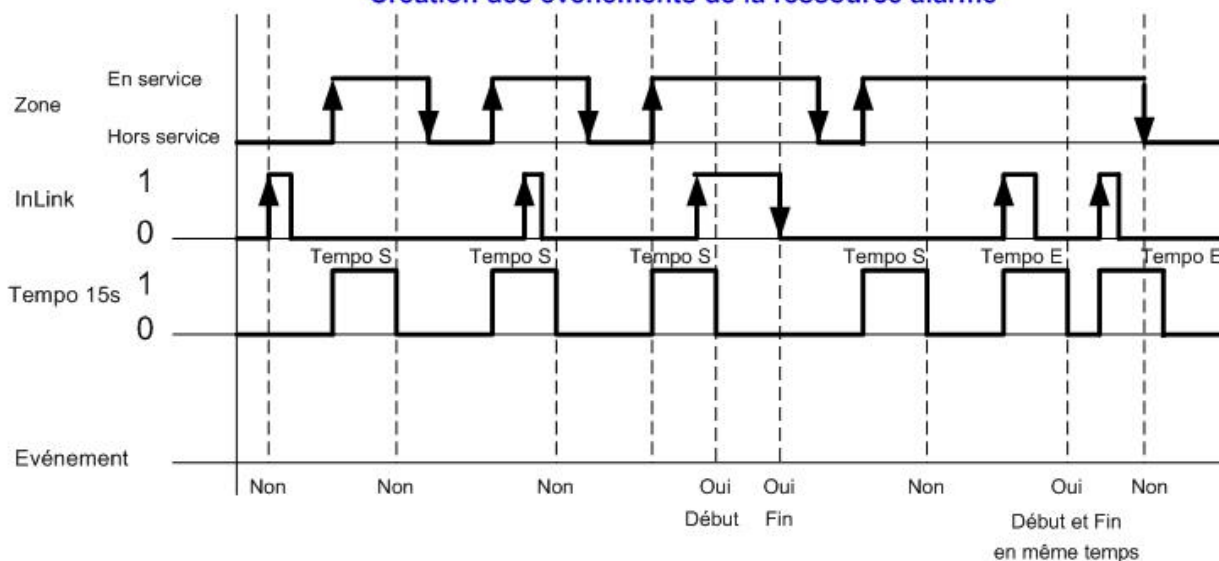 Création des événements de la ressource alarme
En service
Zone
Hors service
1
InLink
0
Tempo S Tempo S Tempo S Tempo S Tempo E Tempo E
Tempo 15s 1
0
Evénement
Non Non Non Oui Oui Non Oui Non
Début Fin Début et Fin
en même temps